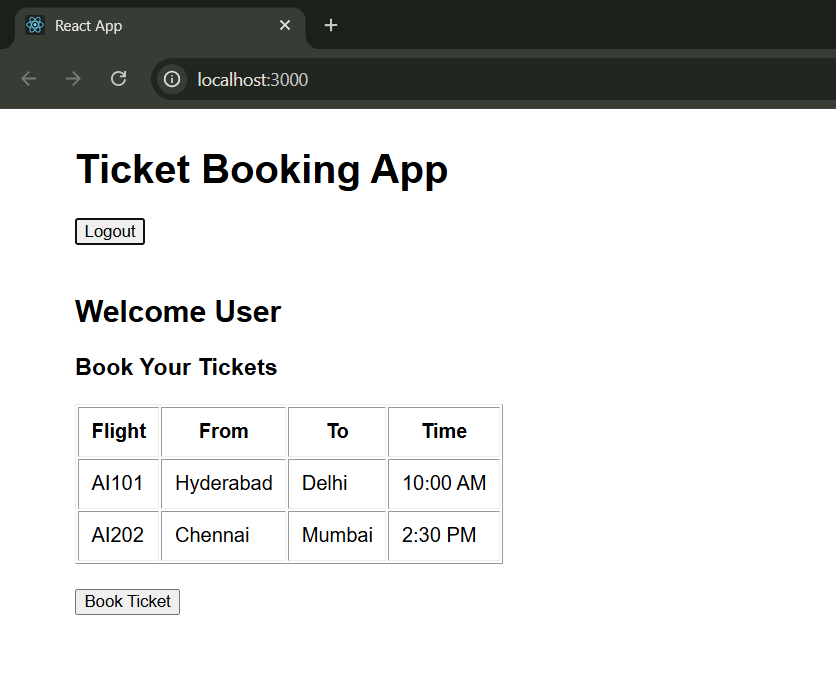 React App
localhost:3000
Ticket Booking App
Logout
Welcome User
Book Your Tickets
Flight From To Time
AI101 Hyderabad Delhi 10:00 AM
AI202 Chennai Mumbai 2:30 PM
Book Ticket